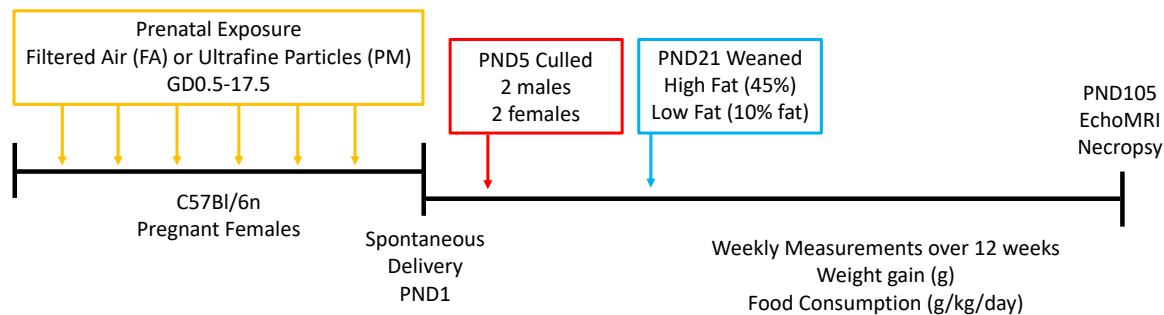 Prenatal Exposure
Filtered Air (FA) or Ultrafine Particles (PM)
GD0.5-17.5
PND5 Culled
2 males
2 females
PND21 Weaned
High Fat (45%)
Low Fat (10% fat)
PND105
EchoMRI
Necropsy
C57Bl/6n
Pregnant Females
Spontaneous
Delivery
PND1
Weekly Measurements over 12 weeks
Weight gain (g)
Food Consumption (g/kg/day)